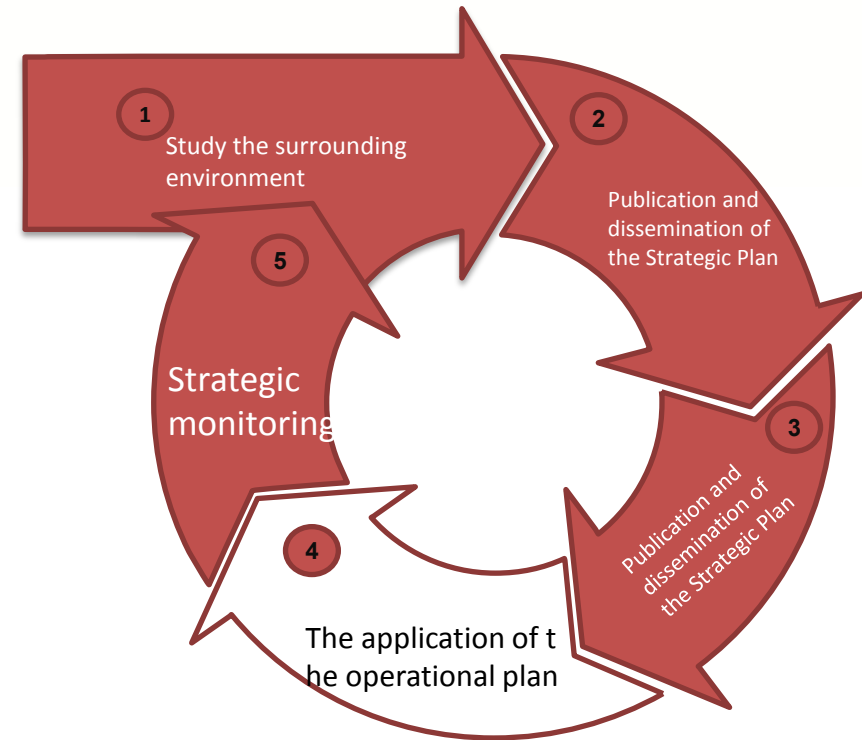 1
Study the surrounding
environment
2
Publication and
dissemination of
the Strategic Plan
3
Publication and
dissemination of
the Strategic Plan
4
The application of t
he operational plan
5
Strategic
monitoring